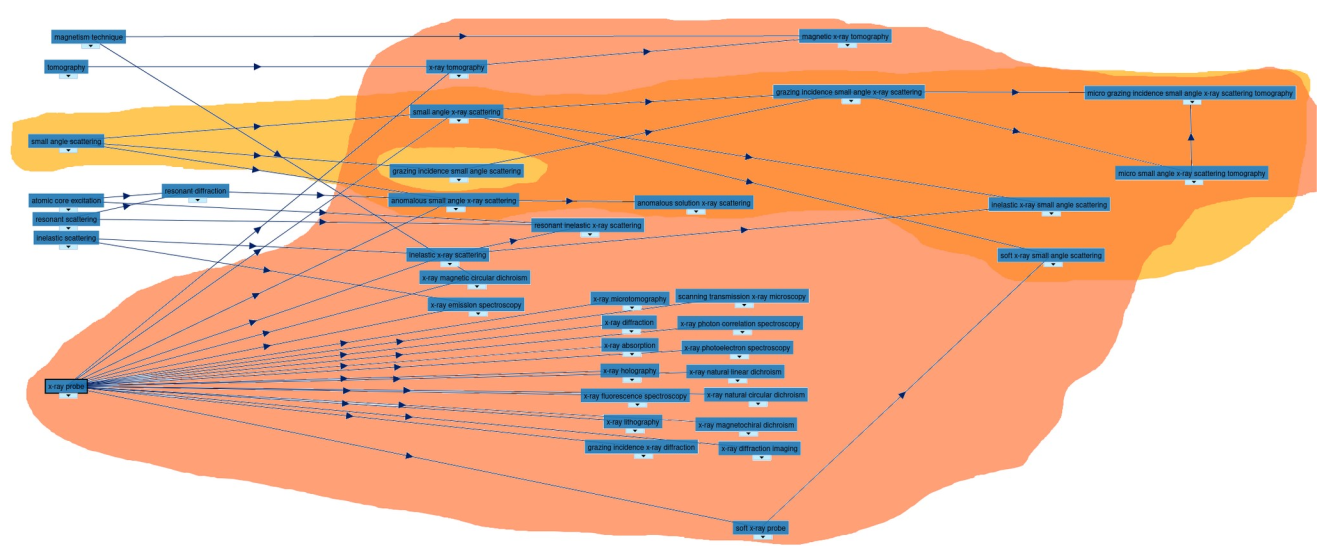 magnetism technique
magnetic x-ray tomography
tomography
x-ray tomography
grazing incidence small angle x-ray scattering
micro grazing incidence small angle x-ray scattering tomography
small angle x-ray scattering
small angle scattering
grazing incidence small angle scattering
micro small angle x-ray scattering tomography
resonant diffraction
atomic core excitation
anomalous small angle x-ray scattering
anomalous solution x-ray scattering
inelastic x-ray small angle scattering
resonant scattering
resonant inelastic x-ray scattering
inelastic scattering
inelastic x-ray scattering
soft x-ray small angle scattering
x-ray magnetic circular dichroism
x-ray emission spectroscopy
x-ray microtomography
scanning transmission x-ray microscopy
x-ray diffraction
x-ray photon correlation spectroscopy
x-ray absorption
x-ray photoelectron spectroscopy
x-ray holography
x-ray natural linear dichroism
x-ray probe
x-ray fluorescence spectroscopy
x-ray natural circular dichroism
x-ray lithography
x-ray magnetochiral dichroism
grazing incidence x-ray diffraction
x-ray diffraction imaging
soft x-ray probe